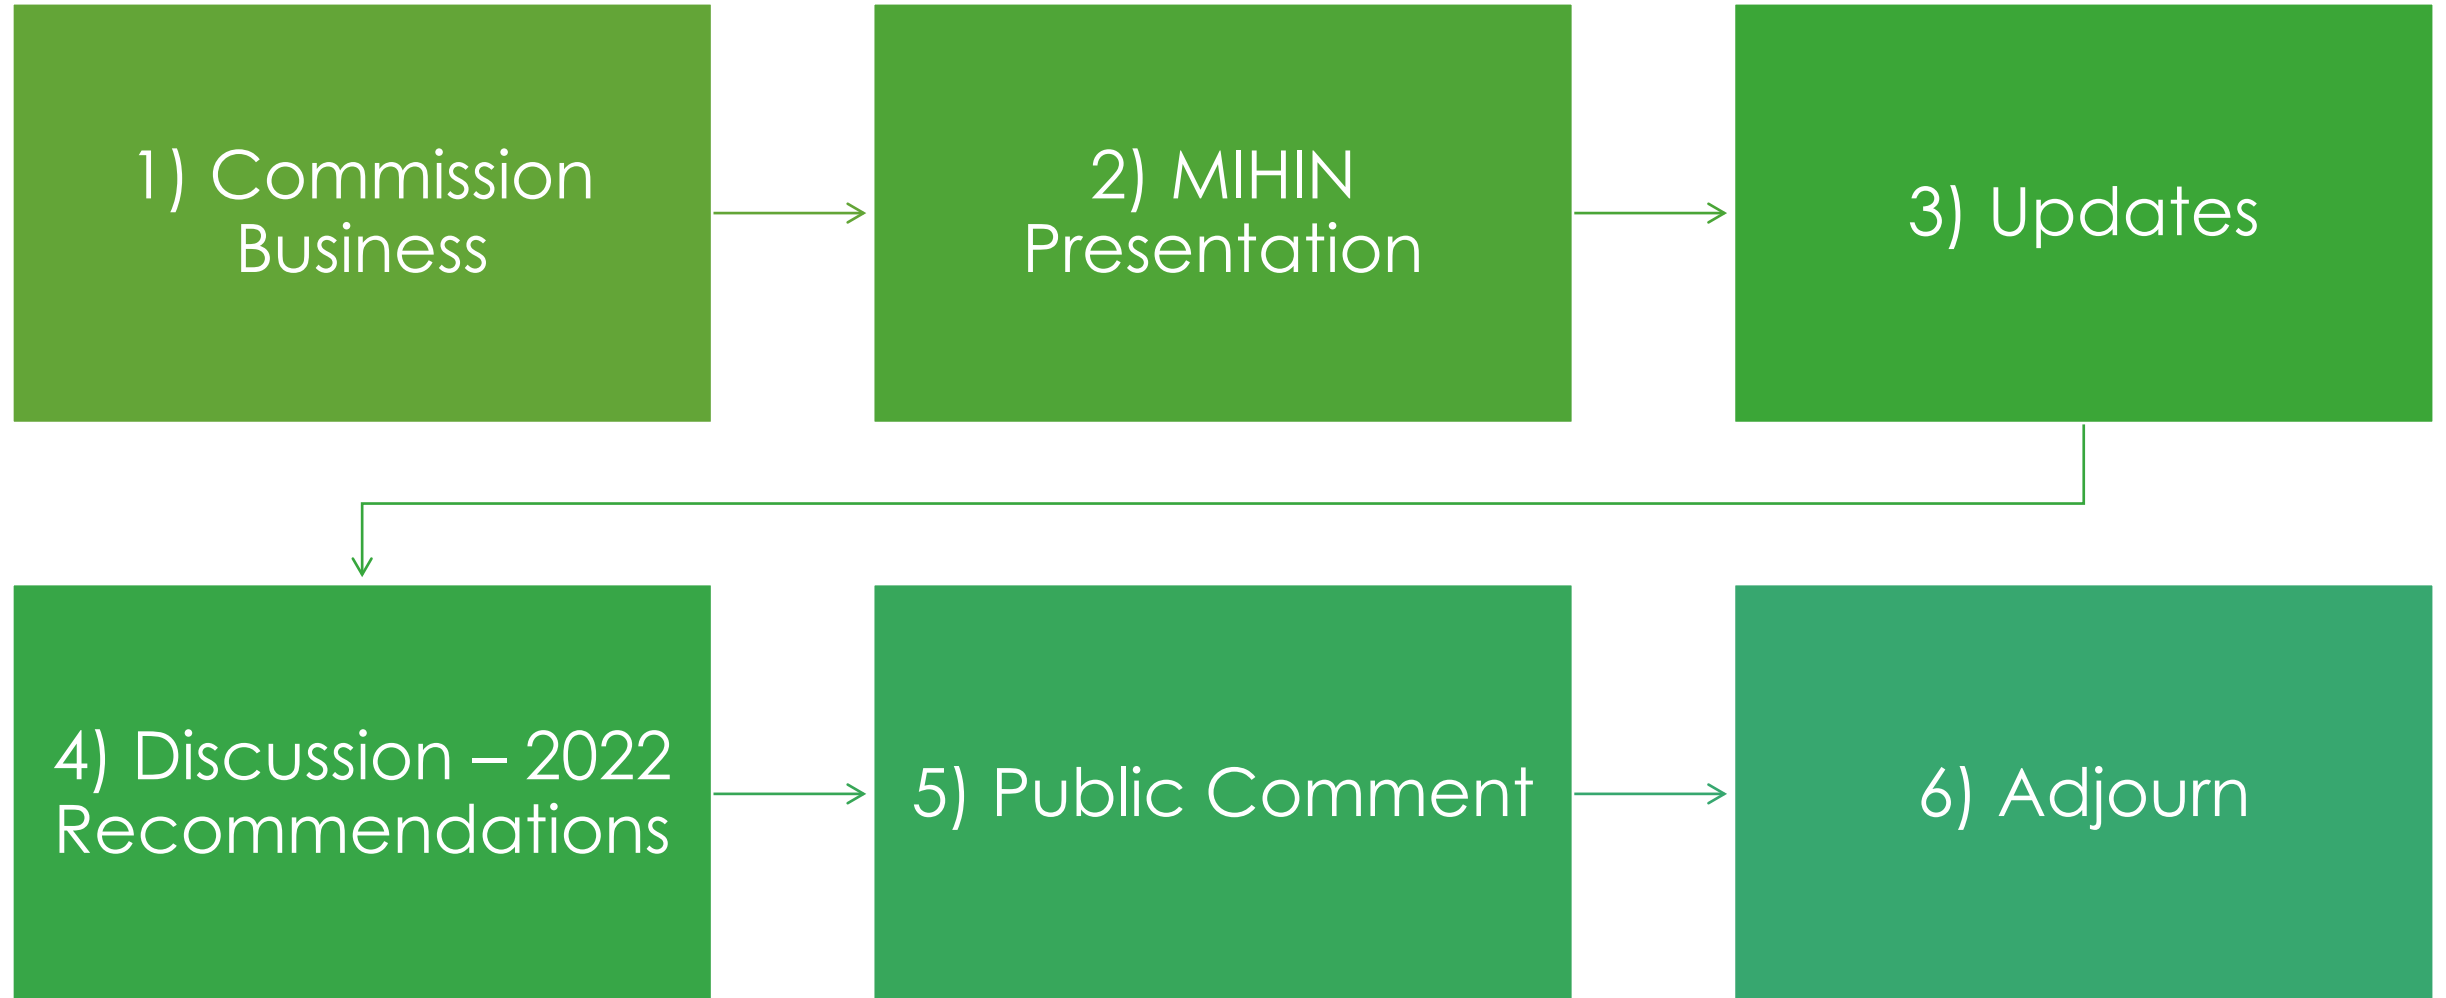 1) Commission
Business
2) MIHIN
Presentation
3) Updates
4) Discussion – 2022
Recommendations
5) Public Comment
6) Adjourn